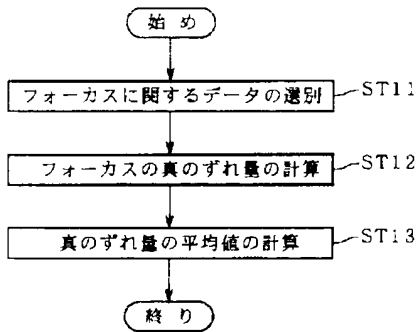 始め
フォーカスに関するデータの選別 ST11
フォーカスの真のずれ量の計算 ST12
真のずれ量の平均値の計算 ST13
終り